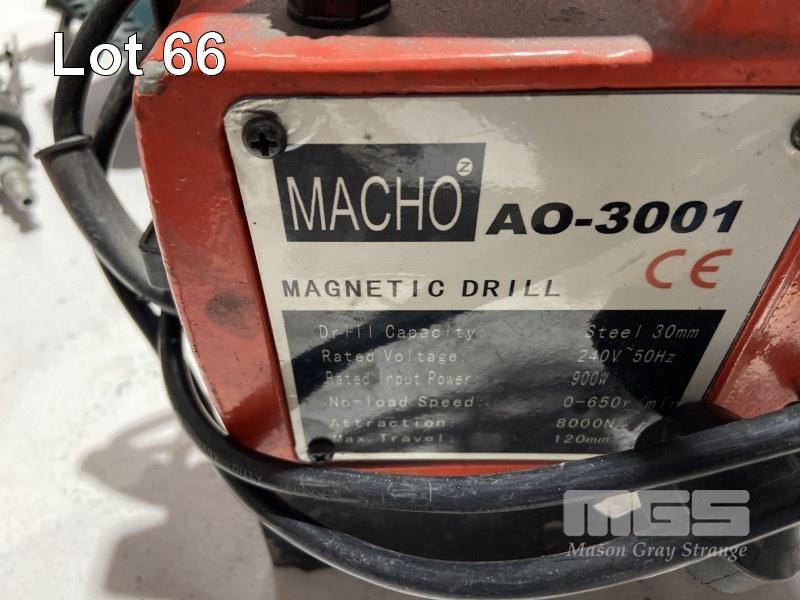 Lot 66
MACHO Z
AO-3001
CE
MAGNETIC DRILL
Drill Capacity: Steel 30mm
Rated Voltage: 240V~50Hz
Rated Input Power: 900W
No-load Speed: 0-650r/min
Attraction: 8000N
Max. Travel: 120mm
MGS
Mason Gray Strange